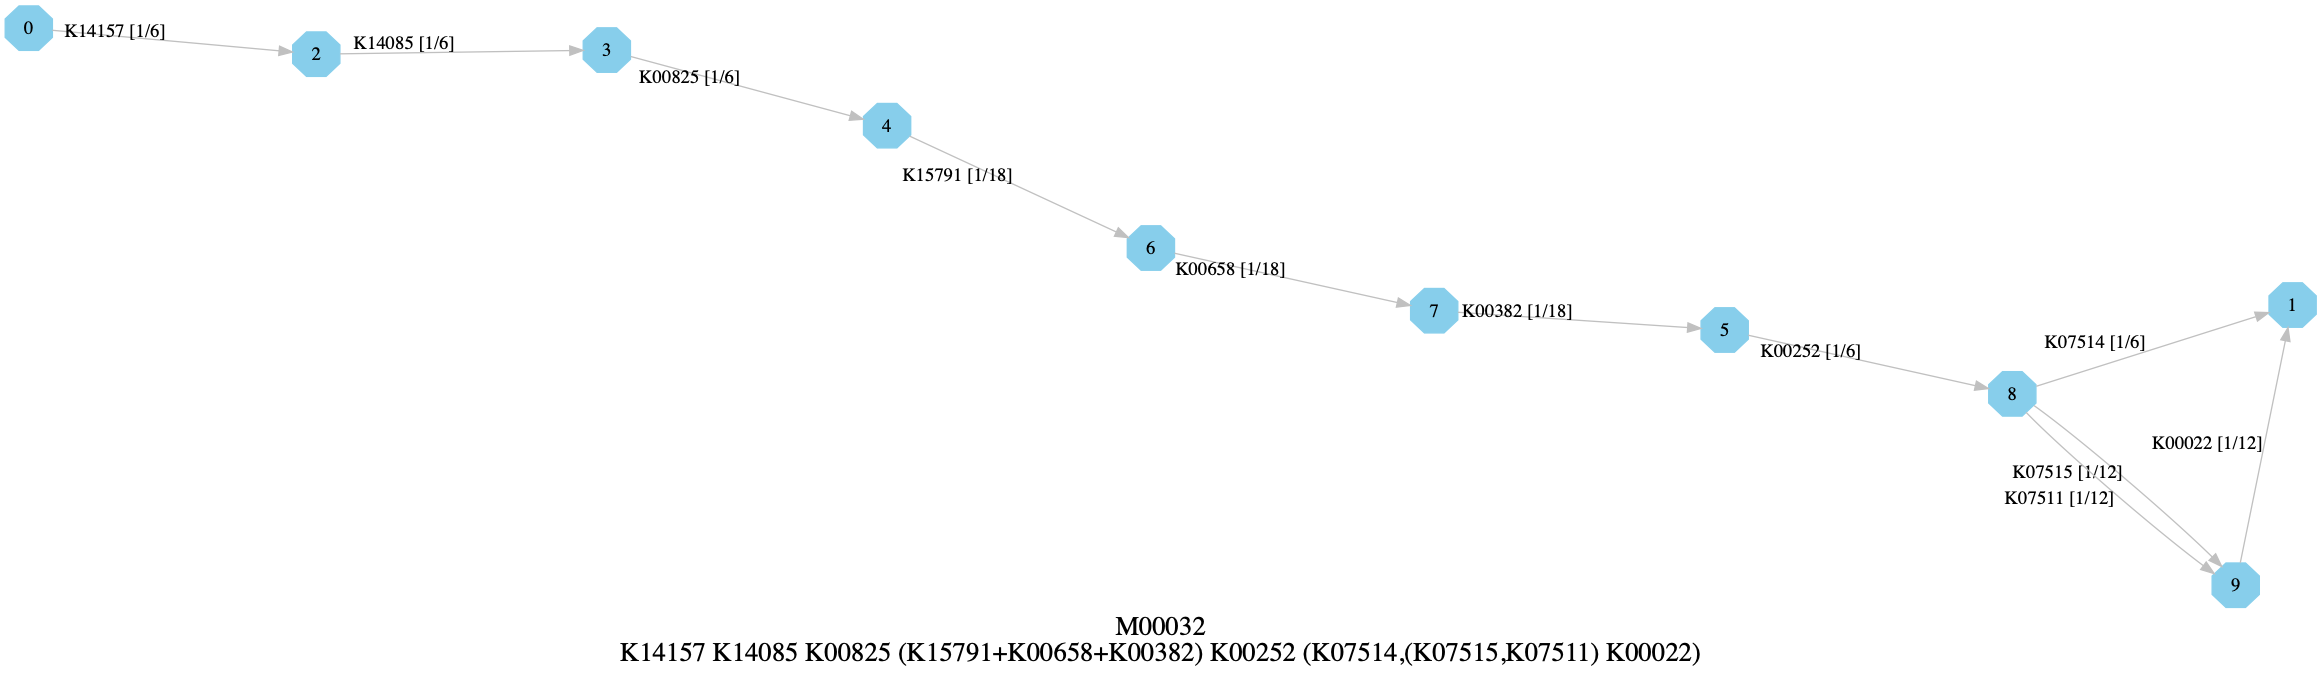 0
K14157 [1/6]
2
K14085 [1/6]
3
K00825 [1/6]
4
K15791 [1/18]
6
K00658 [1/18]
7
K00382 [1/18]
5
K00252 [1/6]
8
K07514 [1/6]
1
K00022 [1/12]
K07515 [1/12]
K07511 [1/12]
9
M00032
K14157 K14085 K00825 (K15791+K00658+K00382) K00252 (K07514,(K07515,K07511) K00022)